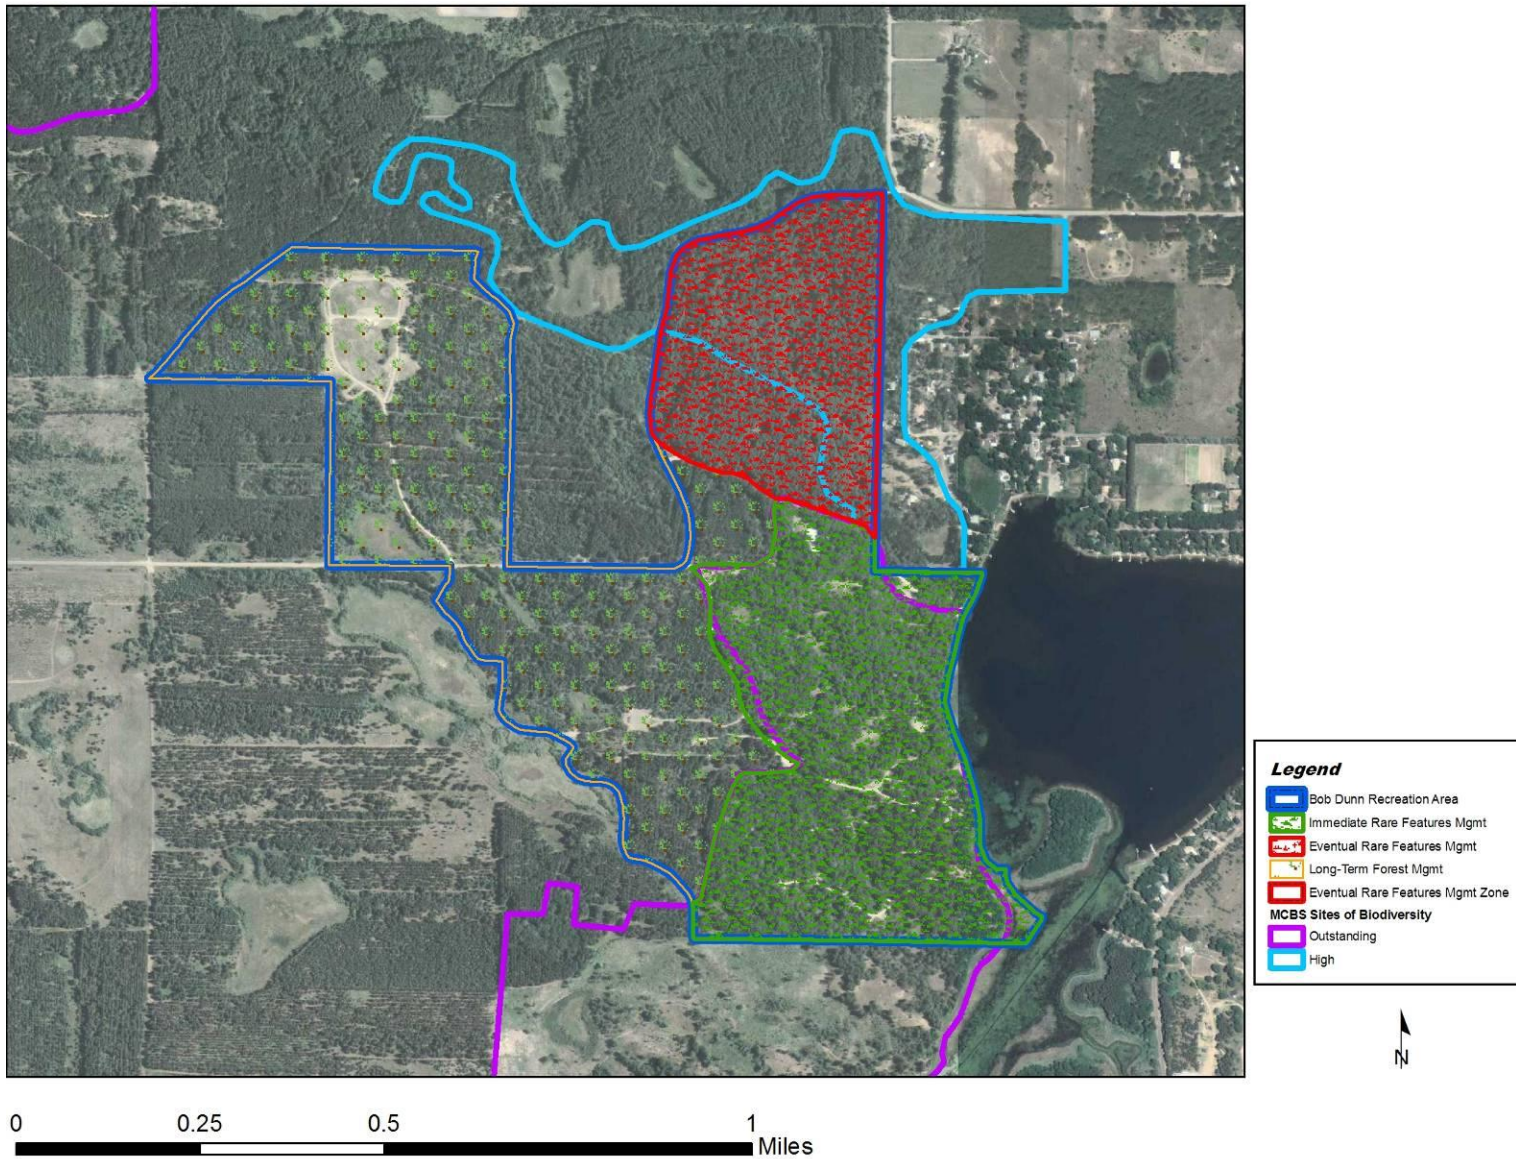 Legend
Bob Dunn Recreation Area
Immediate Rare Features Mgmt
Eventual Rare Features Mgmt
Long-Term Forest Mgmt
Eventual Rare Features Mgmt Zone
MCBS Sites of Biodiversity
Outstanding
High
N
0 0.25 0.5 1
Miles